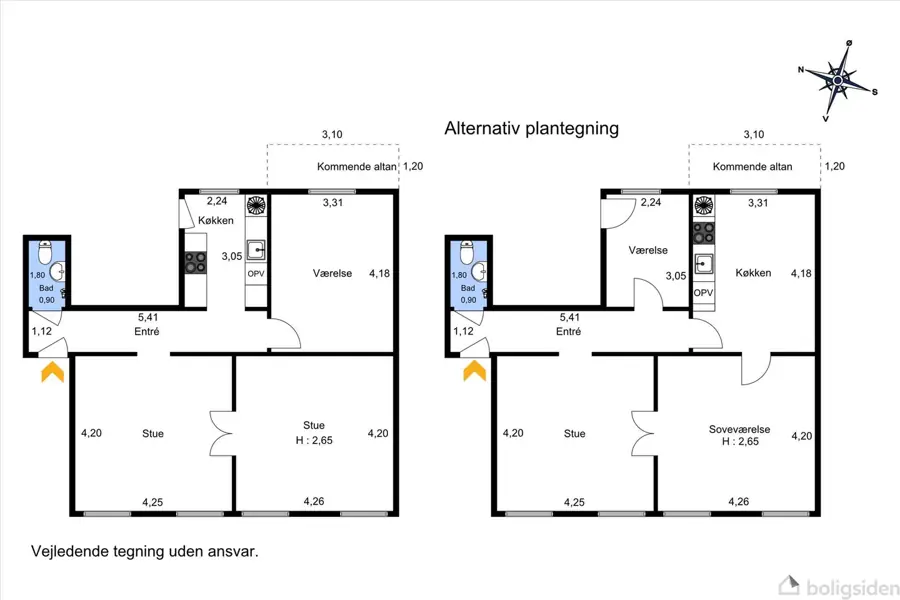 Ø
N
S
V
Alternativ plantegning
3,10
Kommende altan
1,20
2,24
Køkken
3,05
OPV
3,31
Værelse
4,18
1,80
Bad
0,90
1,12
5,41
Entré
4,20
Stue
4,25
Stue
H : 2,65
4,20
4,26
3,10
Kommende altan
1,20
2,24
Værelse
3,05
OPV
3,31
Køkken
4,18
1,80
Bad
0,90
1,12
5,41
Entré
4,20
Stue
4,25
Soveværelse
H : 2,65
4,20
4,26
Vejledende tegning uden ansvar.
boligsiden